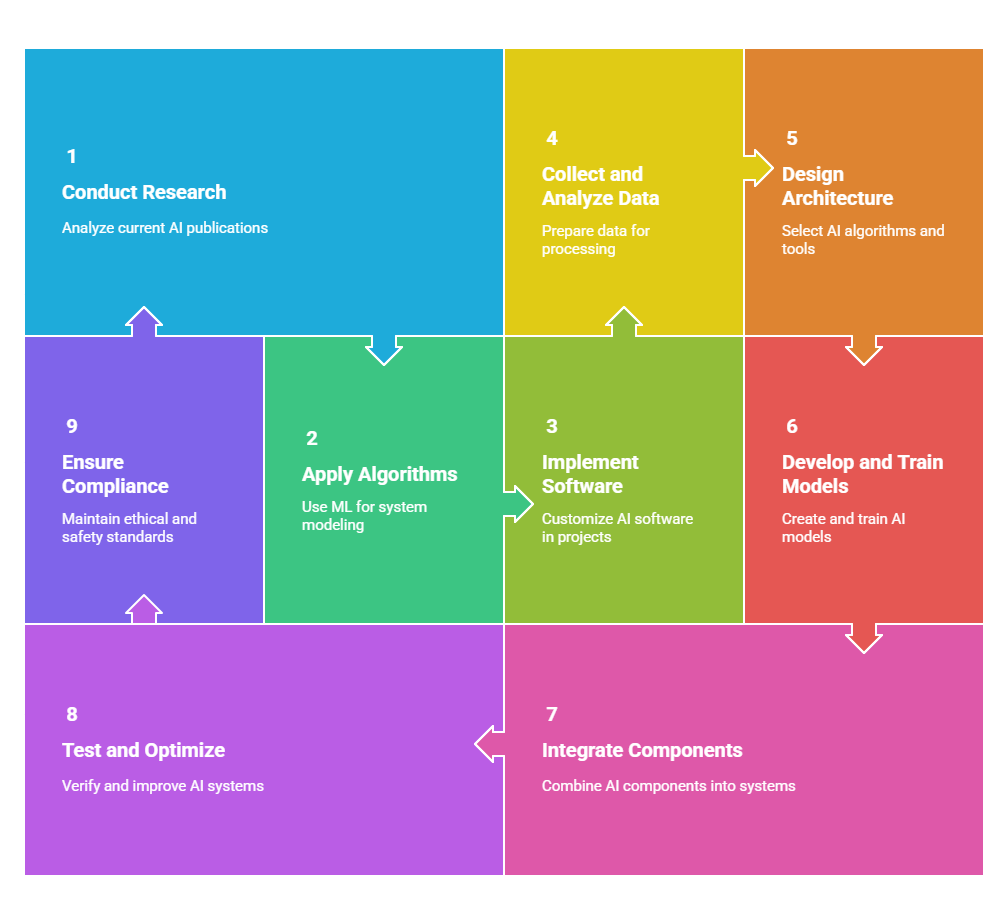 1
Conduct Research
Analyze current AI publications
2
Apply Algorithms
Use ML for system
modeling
3
Implement
Software
Customize AI software
in projects
4
Collect and
Analyze Data
Prepare data for
processing
5
Design
Architecture
Select AI algorithms and
tools
6
Develop and Train
Models
Create and train AI
models
7
Integrate Components
Combine AI components into systems
8
Test and Optimize
Verify and improve AI systems
9
Ensure
Compliance
Maintain ethical and
safety standards